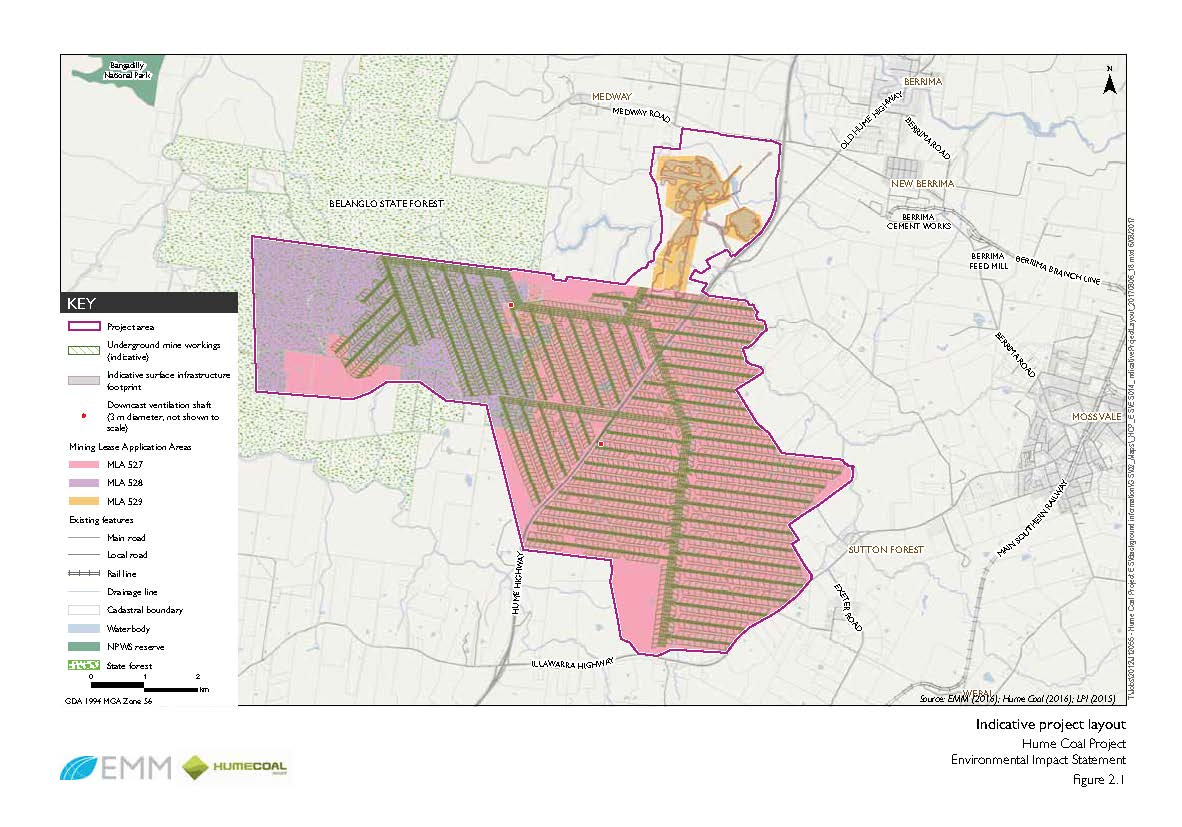 Bangadilly
National Park
BERRIMA
MEDWAY
MEDWAY ROAD
OLD HUME HIGHWAY
BERRIMA ROAD
N
NEW BERRIMA
BELANGLO STATE FOREST
BERRIMA
CEMENT WORKS
BERRIMA
FEED MILL
BERRIMA BRANCH LINE
BERRIMA ROAD
MOSS VALE
MAIN SOUTHERN RAILWAY
SUTTON FOREST
EXETER ROAD
HUME HIGHWAY
ILLAWARRA HIGHWAY
KEY
Project area
Underground mine workings
(indicative)
Indicative surface infrastructure
footprint
Downcast ventilation shaft
(3 m diameter, not shown to
scale)
Mining Lease Application Areas
MLA 527
MLA 528
MLA 529
Existing features
Main road
Local road
Rail line
Drainage line
Cadastral boundary
Waterbody
NPWS reserve
State forest
0 1 2
km
GDA 1994 MGA Zone 56
Source: EMM (2016); Hume Coal (2016); LPI (2015)
Indicative project layout
Hume Coal Project
Environmental Impact Statement
Figure 2.1
EMM
HUMECOAL